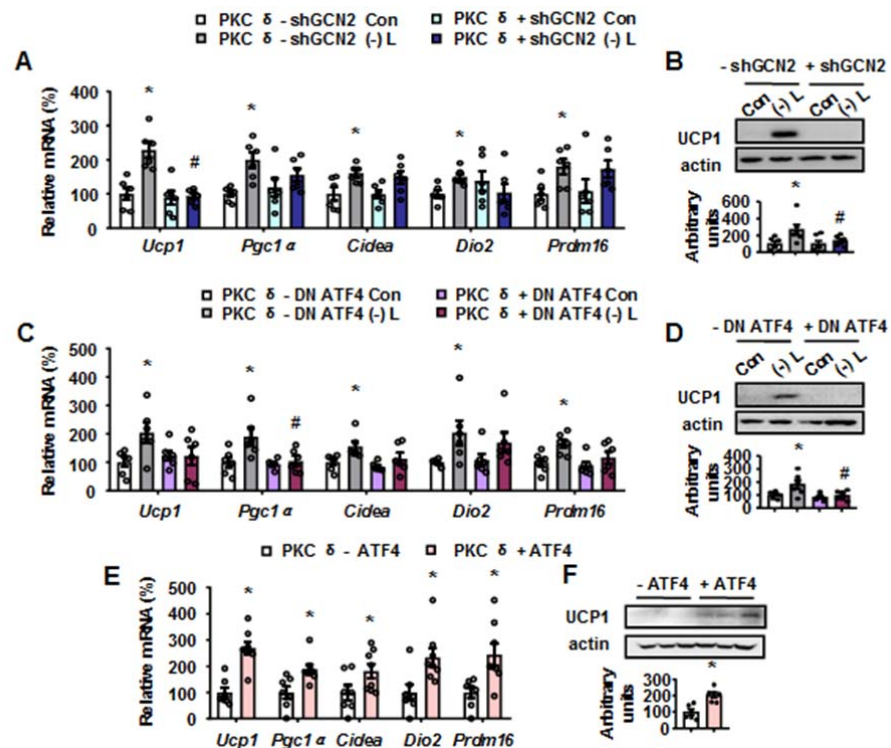 PKC δ - shGCN2 Con PKC δ + shGCN2 Con
PKC δ - shGCN2 (-) L PKC δ + shGCN2 (-) L
A
Relative mRNA (%)
400
300
200
100
0
* # * * * *
Ucp1 Pgc1α Cidea Dio2 Prdm16
B
- shGCN2 + shGCN2
Con (-) L Con (-) L
UCP1
actin
Arbitrary units
600
400
200
0
* #
PKC δ - DN ATF4 Con PKC δ + DN ATF4 Con
PKC δ - DN ATF4 (-) L PKC δ + DN ATF4 (-) L
C
Relative mRNA (%)
500
400
300
200
100
0
* * # * * *
Ucp1 Pgc1α Cidea Dio2 Prdm16
D
- DN ATF4 + DN ATF4
Con (-) L Con (-) L
UCP1
actin
Arbitrary units
400
300
200
100
0
* #
PKC δ - ATF4 PKC δ + ATF4
E
Relative mRNA (%)
500
400
300
200
100
0
* * * * *
Ucp1 Pgc1α Cidea Dio2 Prdm16
F
- ATF4 + ATF4
UCP1
actin
Arbitrary units
300
200
100
0
*